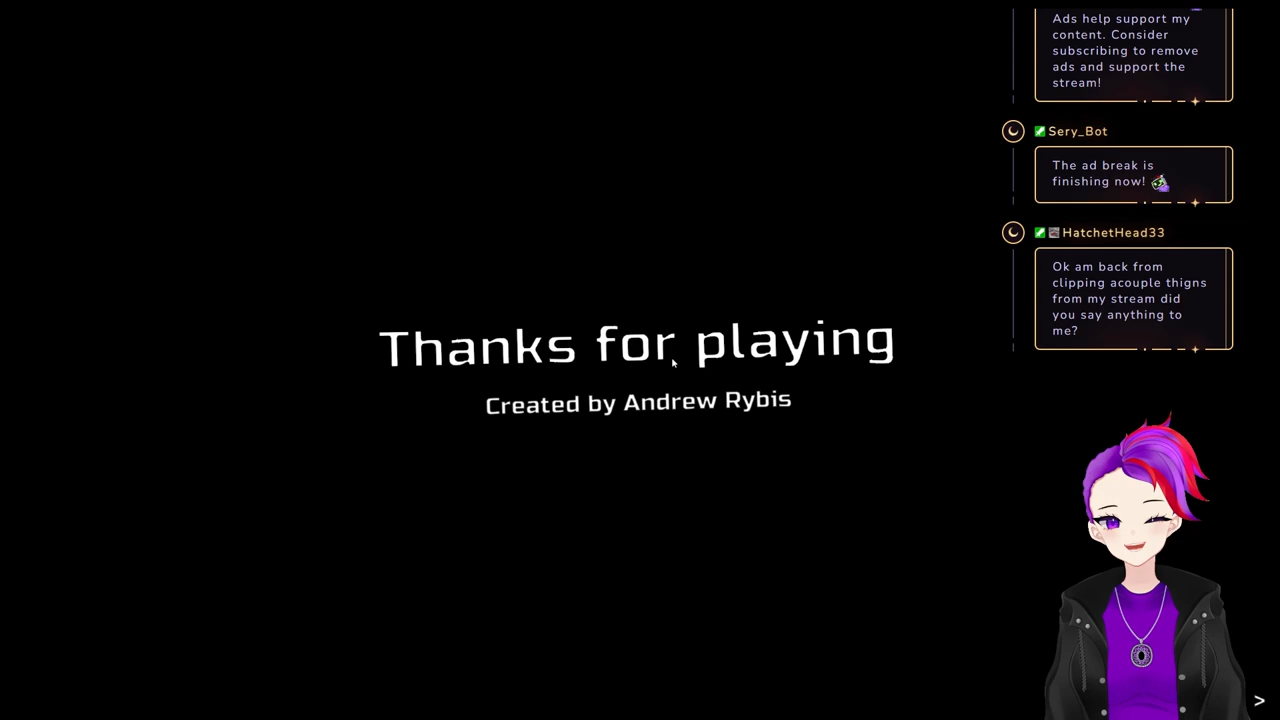 Ads help support my
content. Consider
subscribing to remove
ads and support the
stream!
Sery_Bot
The ad break is
finishing now!
HatchetHead33
Ok am back from
clipping acouple thigns
from my stream did
you say anything to
me?
Thanks for playing
Created by Andrew Rybis
>